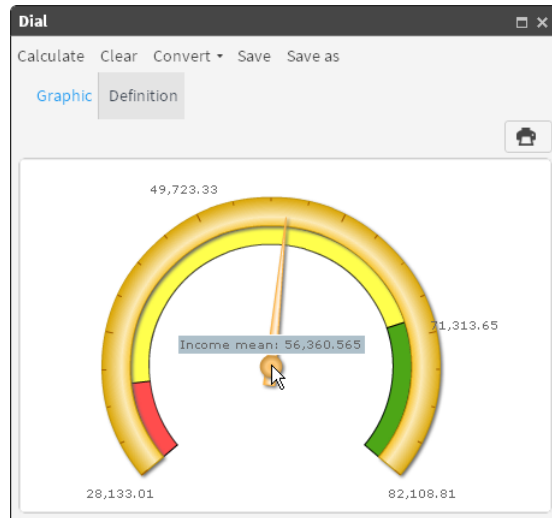 Dial
Calculate Clear Convert Save Save as
Graphic Definition
49,723.33
71,313.65
Income mean: 56,360.565
28,133.01 82,108.81